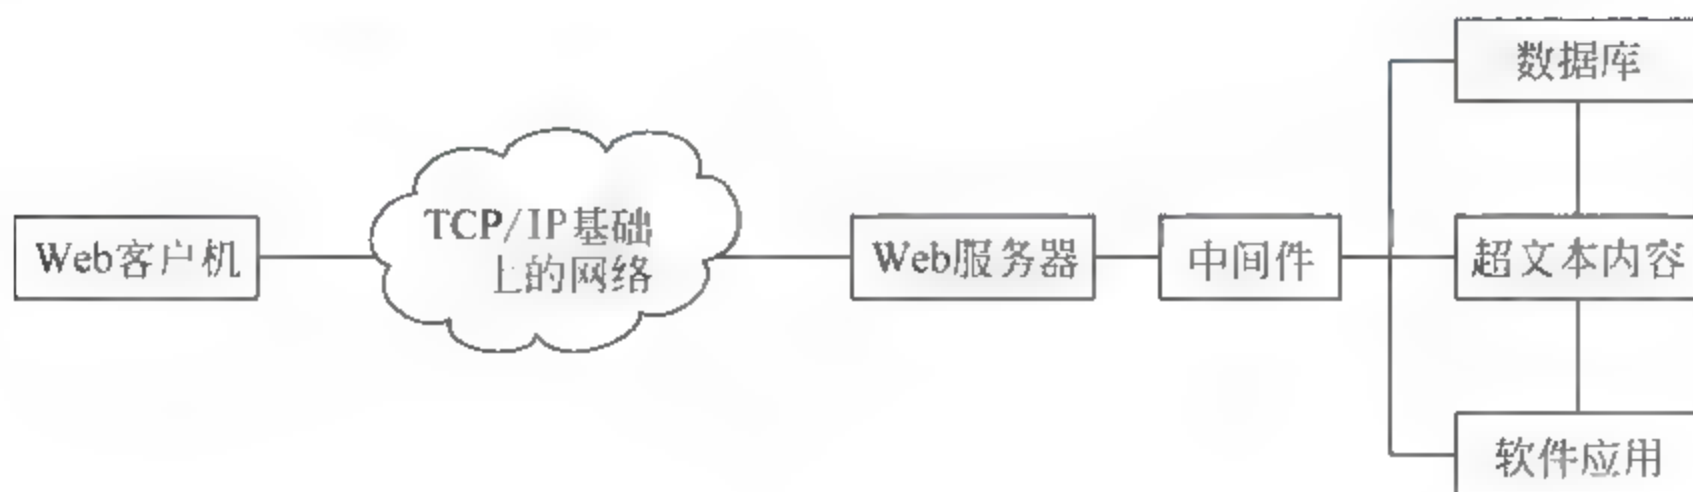 数据库
TCP/IP基础
上的网络
Web客户机
Web服务器
中间件
超文本内容
软件应用